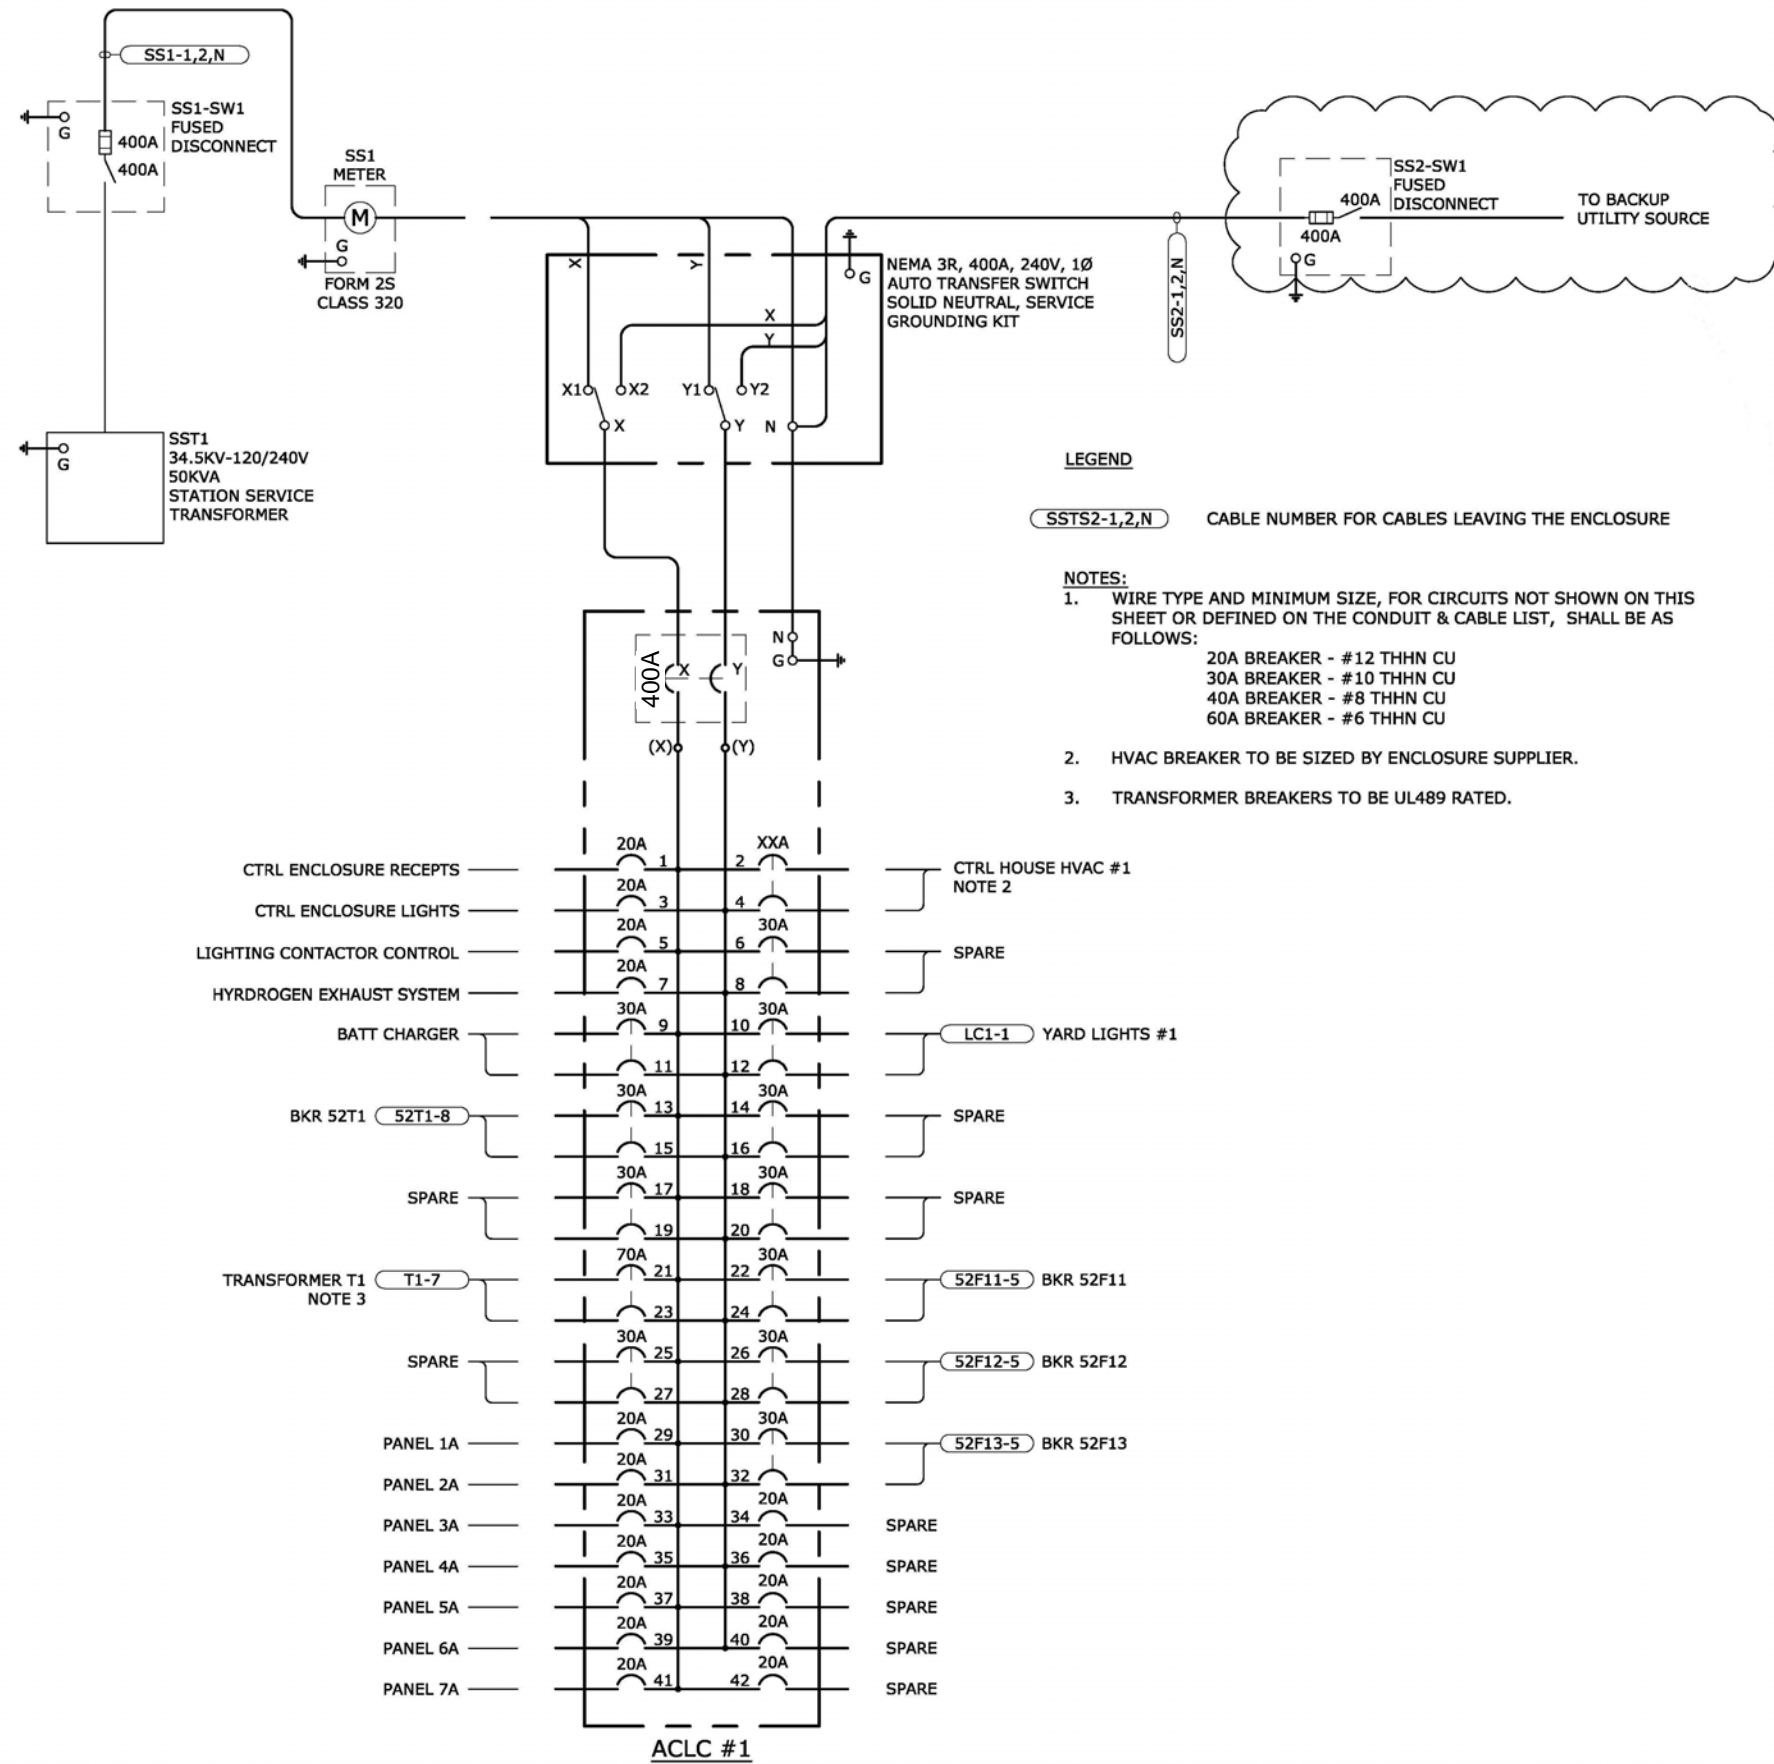 SS1-1,2,N
SS1-SW1
FUSED
DISCONNECT
G
400A
400A
SS1
METER
M
G
FORM 2S
CLASS 320
SST1
34.5KV-120/240V
50KVA
STATION SERVICE
TRANSFORMER
G
X
Y
G
NEMA 3R, 400A, 240V, 1Ø
AUTO TRANSFER SWITCH
SOLID NEUTRAL, SERVICE
GROUNDING KIT
X
Y
X1
X2
Y1
Y2
X
Y
N
SS2-1,2,N
SS2-SW1
FUSED
DISCONNECT
400A
400A
G
TO BACKUP
UTILITY SOURCE
LEGEND
SSTS2-1,2,N CABLE NUMBER FOR CABLES LEAVING THE ENCLOSURE
NOTES:
1. WIRE TYPE AND MINIMUM SIZE, FOR CIRCUITS NOT SHOWN ON THIS
SHEET OR DEFINED ON THE CONDUIT & CABLE LIST, SHALL BE AS
FOLLOWS:
20A BREAKER - #12 THHN CU
30A BREAKER - #10 THHN CU
40A BREAKER - #8 THHN CU
60A BREAKER - #6 THHN CU
2. HVAC BREAKER TO BE SIZED BY ENCLOSURE SUPPLIER.
3. TRANSFORMER BREAKERS TO BE UL489 RATED.
N
G
400A
X
Y
(X)
(Y)
20A XXA
CTRL ENCLOSURE RECEPTS 1 2 CTRL HOUSE HVAC #1
NOTE 2
20A
CTRL ENCLOSURE LIGHTS 3 4
20A 30A
LIGHTING CONTACTOR CONTROL 5 6 SPARE
20A
HYRDROGEN EXHAUST SYSTEM 7 8
30A 30A
BATT CHARGER 9 10 LC1-1 YARD LIGHTS #1
11 12
30A 30A
BKR 52T1 52T1-8 13 14 SPARE
15 16
30A 30A
SPARE 17 18 SPARE
19 20
70A 30A
TRANSFORMER T1 T1-7 21 22 52F11-5 BKR 52F11
NOTE 3
23 24
30A 30A
SPARE 25 26 52F12-5 BKR 52F12
27 28
20A 30A
PANEL 1A 29 30 52F13-5 BKR 52F13
20A
PANEL 2A 31 32
20A 20A
PANEL 3A 33 34 SPARE
20A 20A
PANEL 4A 35 36 SPARE
20A 20A
PANEL 5A 37 38 SPARE
20A 20A
PANEL 6A 39 40 SPARE
20A 20A
PANEL 7A 41 42 SPARE
ACLC #1